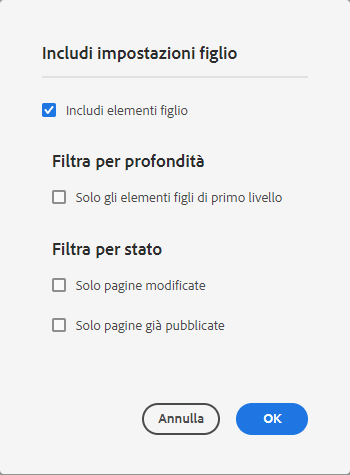 Includi impostazioni figlio
Includi elementi figlio
Filtra per profondità
Solo gli elementi figli di primo livello
Filtra per stato
Solo pagine modificate
Solo pagine già pubblicate
Annulla OK